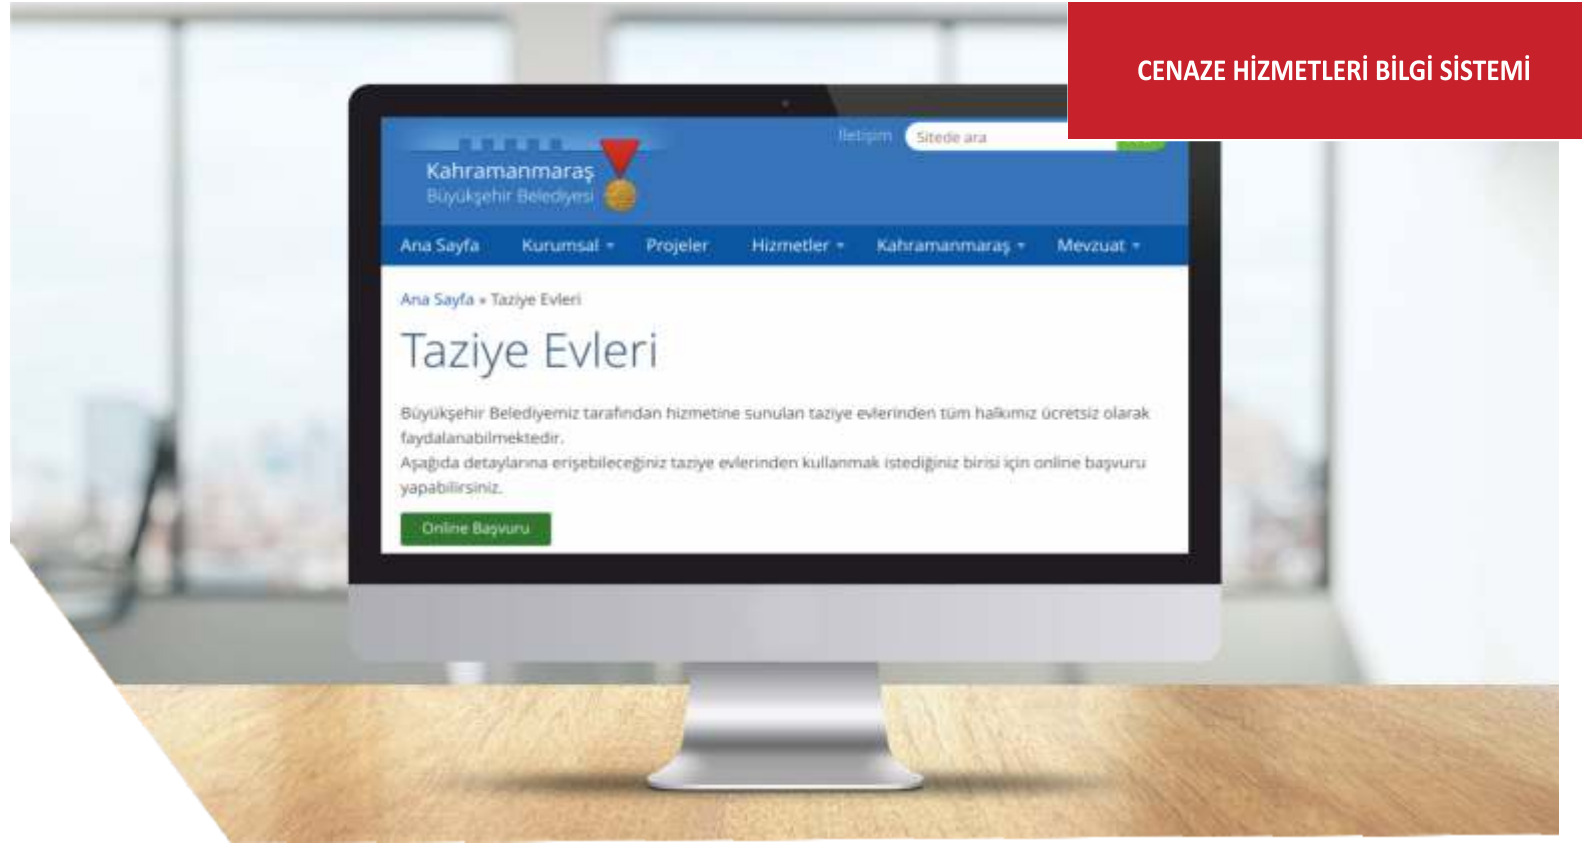 CENAZE HİZMETLERİ BİLGİ SİSTEMİ
İletişim
Sitede ara
Kahramanmaraş
Büyükşehir Belediyesi
Ana Sayfa Kurumsal Projeler Hizmetler Kahramanmaraş Mevzuat
Ana Sayfa » Taziye Evleri
Taziye Evleri
Büyükşehir Belediyemiz tarafından hizmetine sunulan taziye evlerinden tüm halkımız ücretsiz olarak
faydalanabilmektedir.
Aşağıda detaylarına erişebileceğiniz taziye evlerinden kullanmak istediğiniz birisi için online başvuru
yapabilirsiniz.
Online Başvuru